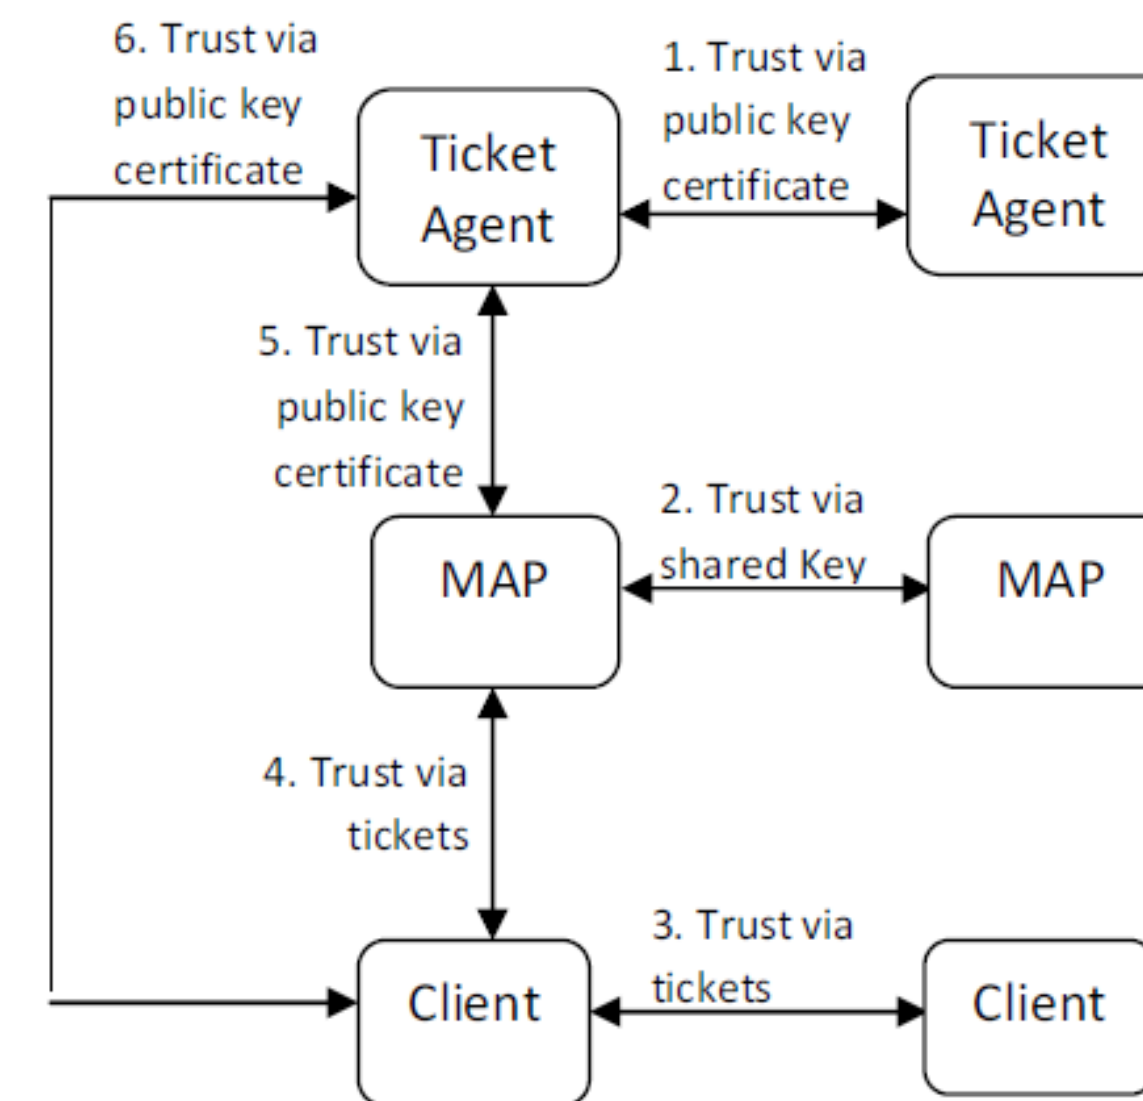 6. Trust via
public key
certificate
1. Trust via
public key
certificate
Ticket
Agent
Ticket
Agent
5. Trust via
public key
certificate
2. Trust via
shared Key
MAP
MAP
4. Trust via
tickets
3. Trust via
tickets
Client
Client